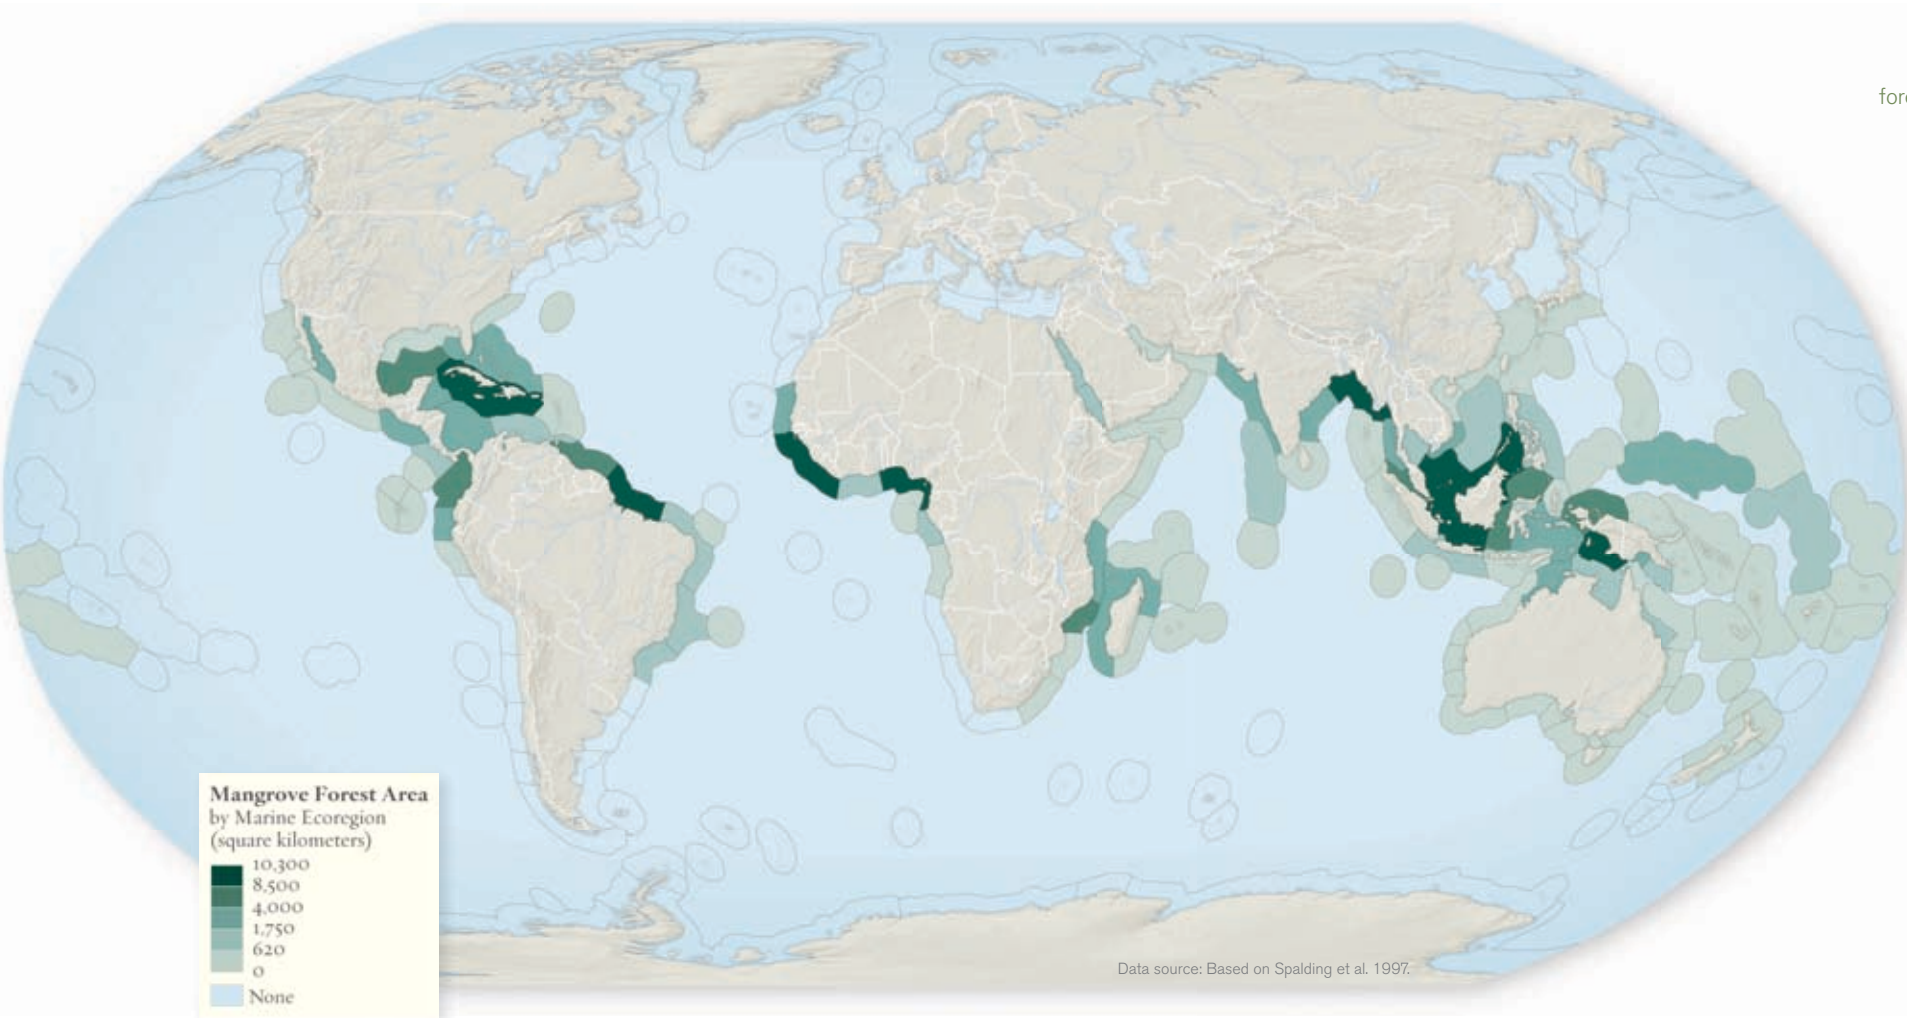 Mangrove Forest Area
by Marine Ecoregion
(square kilometers)
10,300
8,500
4,000
1,750
620
0
None
Data source: Based on Spalding et al. 1997.